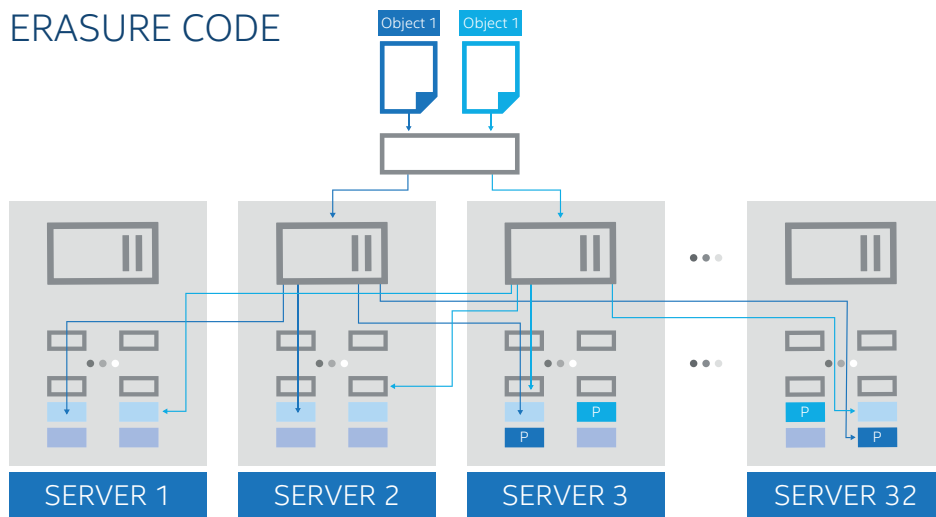 ERASURE CODE
Object 1
Object 1
P
P
P
P
SERVER 1
SERVER 2
SERVER 3
SERVER 32